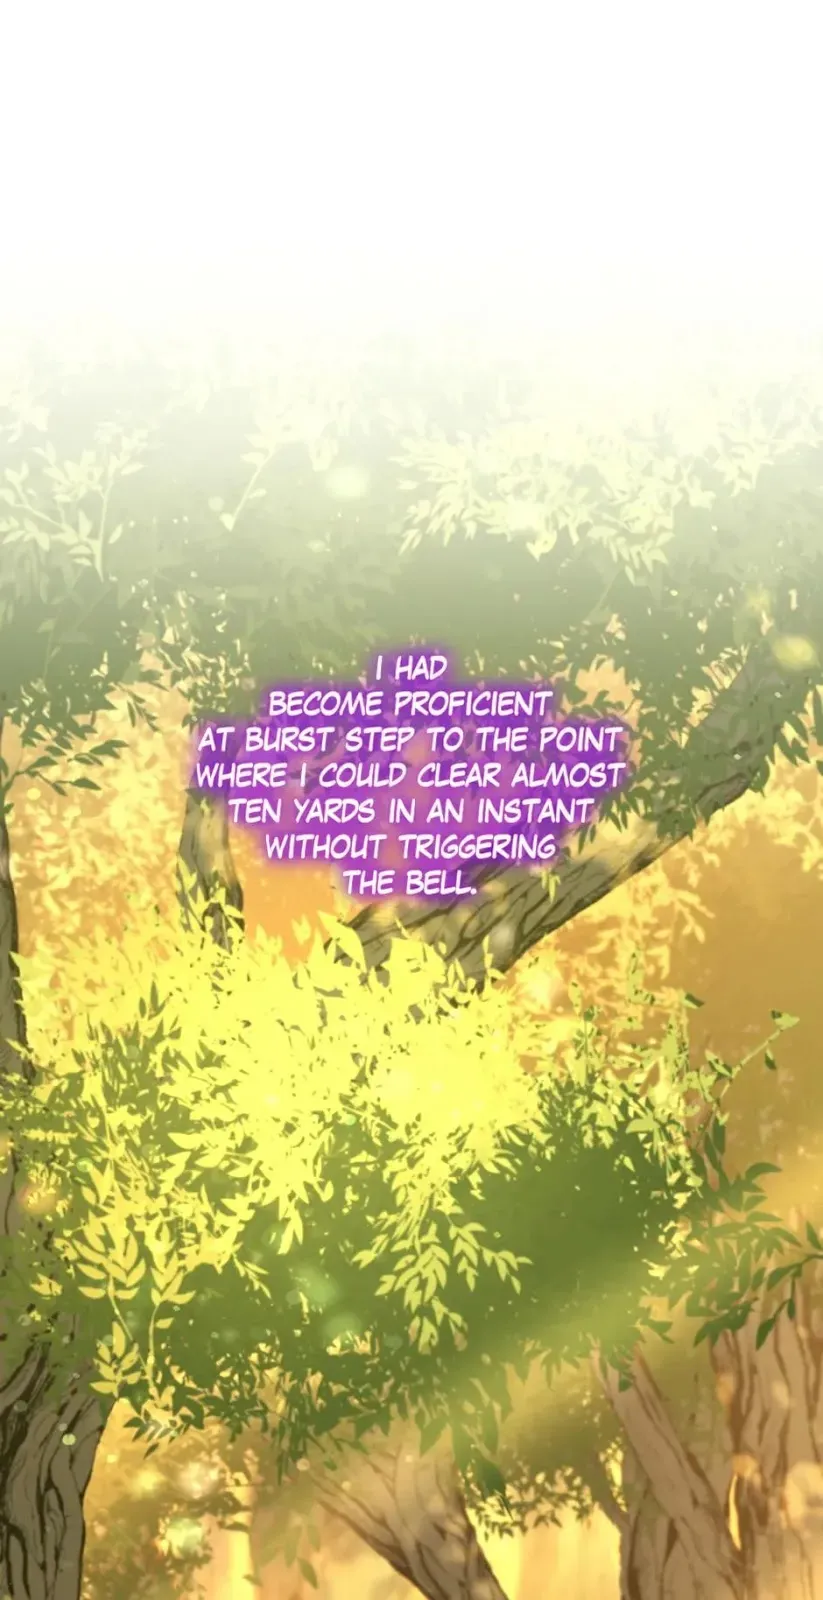 I HAD
BECOME PROFICIENT
AT BURST STEP TO THE POINT
WHERE I COULD CLEAR ALMOST
TEN YARDS IN AN INSTANT
WITHOUT TRIGGERING
THE BELL.